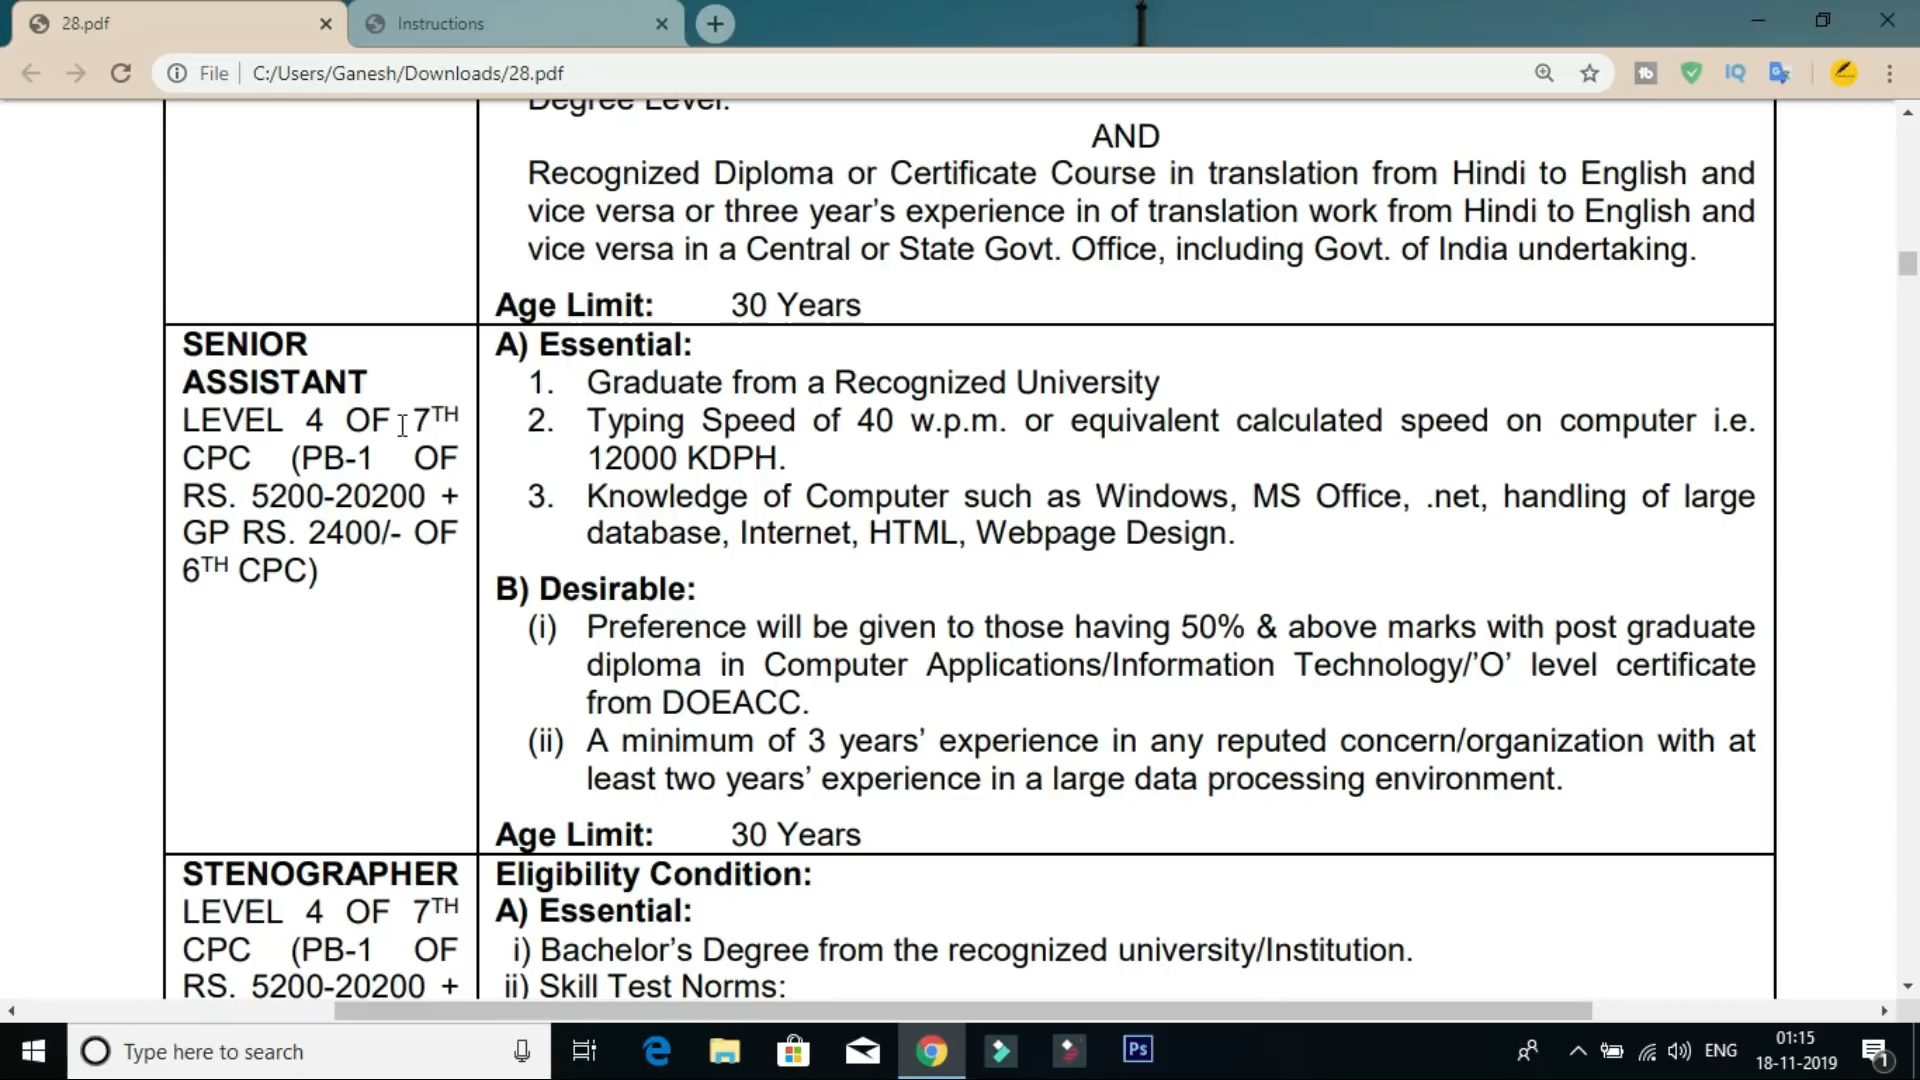 28.pdf
Instructions
File
C:/Users/Ganesh/Downloads/28.pdf
Degree Level.
AND
Recognized Diploma or Certificate Course in translation from Hindi to English and
vice versa or three year’s experience in of translation work from Hindi to English and
vice versa in a Central or State Govt. Office, including Govt. of India undertaking.
Age Limit: 30 Years
SENIOR
ASSISTANT
LEVEL 4 OF 7TH
CPC (PB-1 OF
RS. 5200-20200 +
GP RS. 2400/- OF
6TH CPC)
A) Essential:
1. Graduate from a Recognized University
2. Typing Speed of 40 w.p.m. or equivalent calculated speed on computer i.e.
12000 KDPH.
3. Knowledge of Computer such as Windows, MS Office, .net, handling of large
database, Internet, HTML, Webpage Design.
B) Desirable:
(i) Preference will be given to those having 50% & above marks with post graduate
diploma in Computer Applications/Information Technology/’O’ level certificate
from DOEACC.
(ii) A minimum of 3 years’ experience in any reputed concern/organization with at
least two years’ experience in a large data processing environment.
Age Limit: 30 Years
STENOGRAPHER
LEVEL 4 OF 7TH
CPC (PB-1 OF
RS. 5200-20200 +
Eligibility Condition:
A) Essential:
i) Bachelor’s Degree from the recognized university/Institution.
ii) Skill Test Norms:
Type here to search
Ps
ENG
01:15
18-11-2019
1